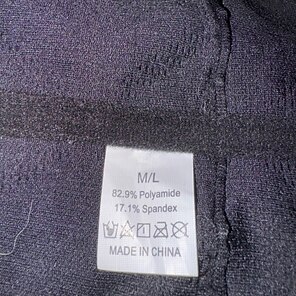 M/L
82.9% Polyamide
17.1% Spandex
MADE IN CHINA